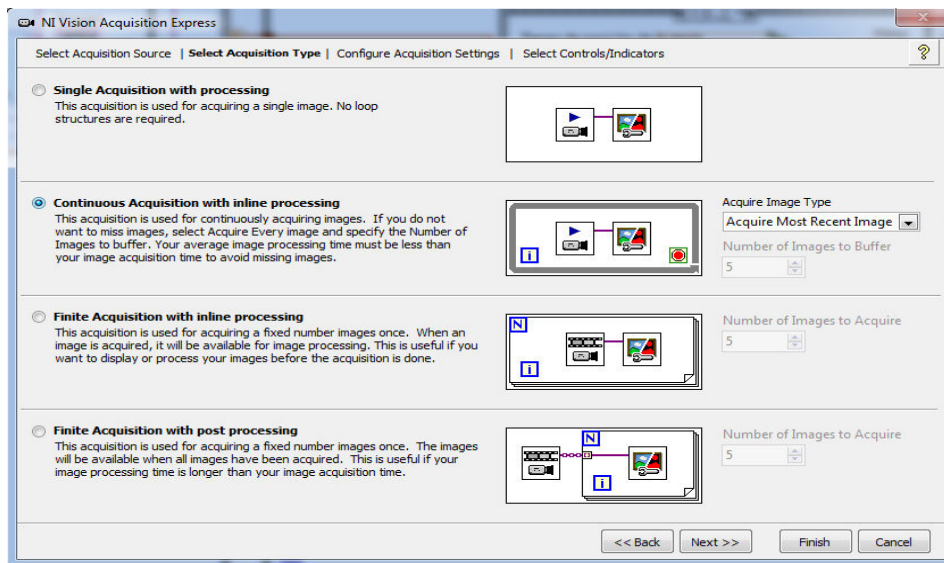 NI Vision Acquisition Express
Select Acquisition Source | Select Acquisition Type | Configure Acquisition Settings | Select Controls/Indicators
?
Single Acquisition with processing
This acquisition is used for acquiring a single image. No loop
structures are required.
Continuous Acquisition with inline processing
This acquisition is used for continuously acquiring images. If you do not
want to miss images, select Acquire Every image and specify the Number of
Images to buffer. Your average image processing time must be less than
your image acquisition time to avoid missing images.
i
Acquire Image Type
Acquire Most Recent Image
Number of Images to Buffer
5
Finite Acquisition with inline processing
This acquisition is used for acquiring a fixed number images once. When an
image is acquired, it will be available for image processing. This is useful if you
want to display or process your images before the acquisition is done.
N
i
Number of Images to Acquire
5
Finite Acquisition with post processing
This acquisition is used for acquiring a fixed number images once. The images
will be available when all images have been acquired. This is useful if your
image processing time is longer than your image acquisition time.
N
i
Number of Images to Acquire
5
<< Back Next >> Finish Cancel